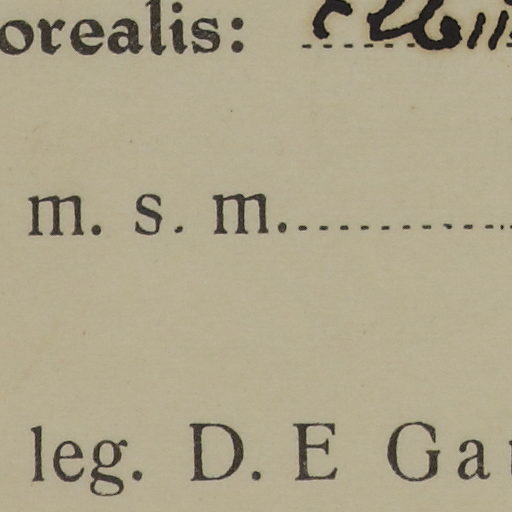 orealis:
m. s. m.
leg. D. E Ga